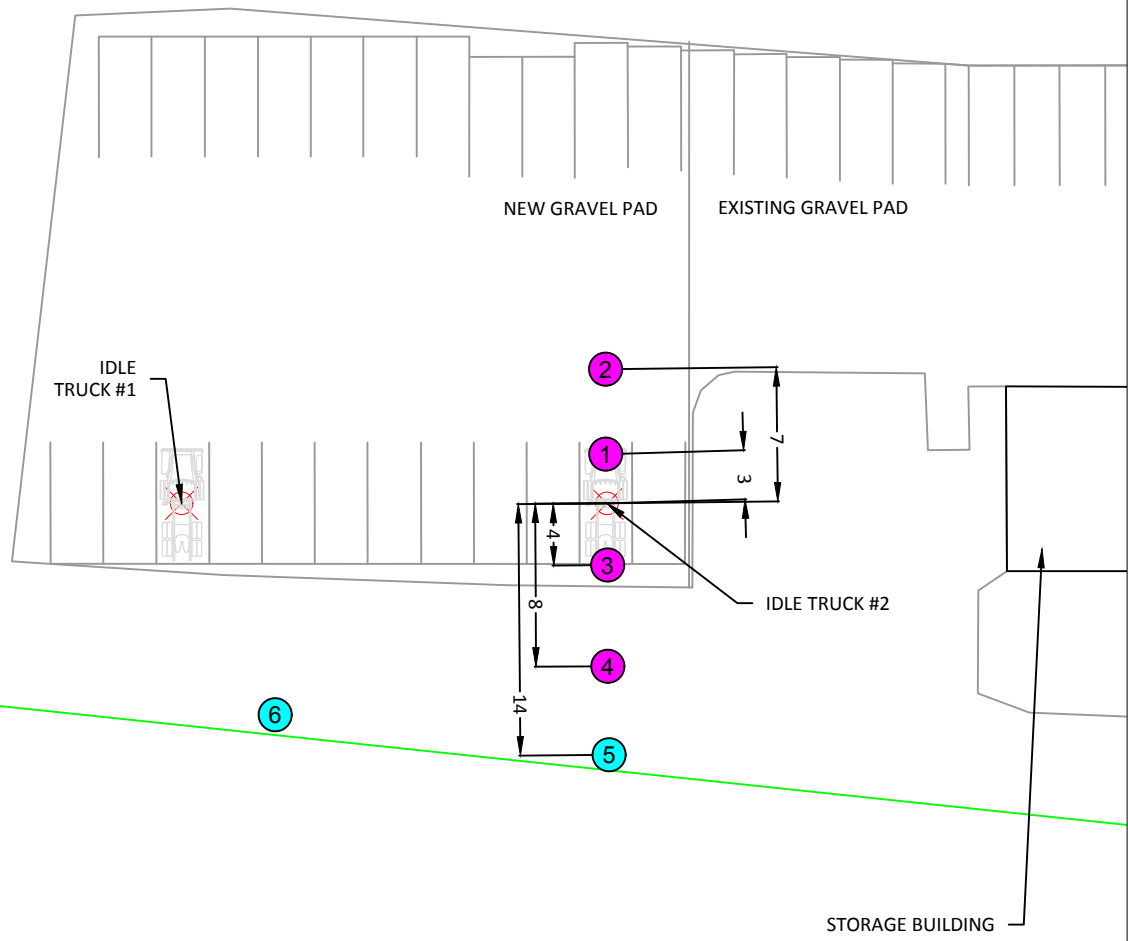 NEW GRAVEL PAD
EXISTING GRAVEL PAD
IDLE
TRUCK #1
2
1
7
3
4
3
8
IDLE TRUCK #2
4
14
6
5
STORAGE BUILDING